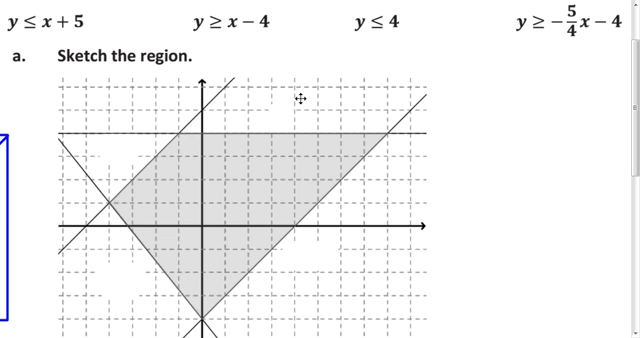 y ≤ x + 5 y ≥ x − 4 y ≤ 4 y ≥ −5/4x − 4
a. Sketch the region.